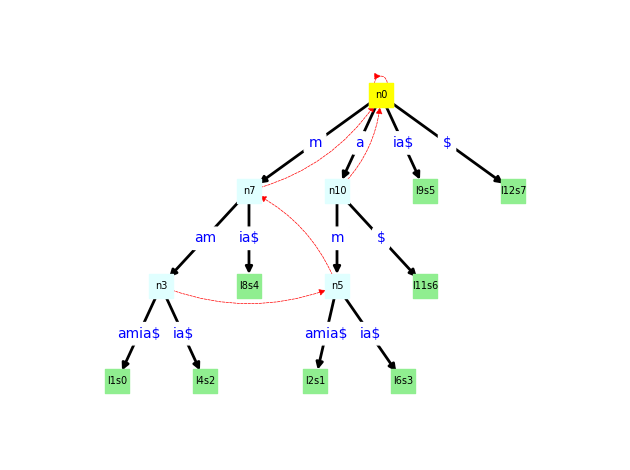 n0
m a ia$ $
n7 n10 l9s5 l12s7
am ia$ m $
n3 l8s4 n5 l11s6
amia$ ia$ amia$ ia$
l1s0 l4s2 l2s1 l6s3